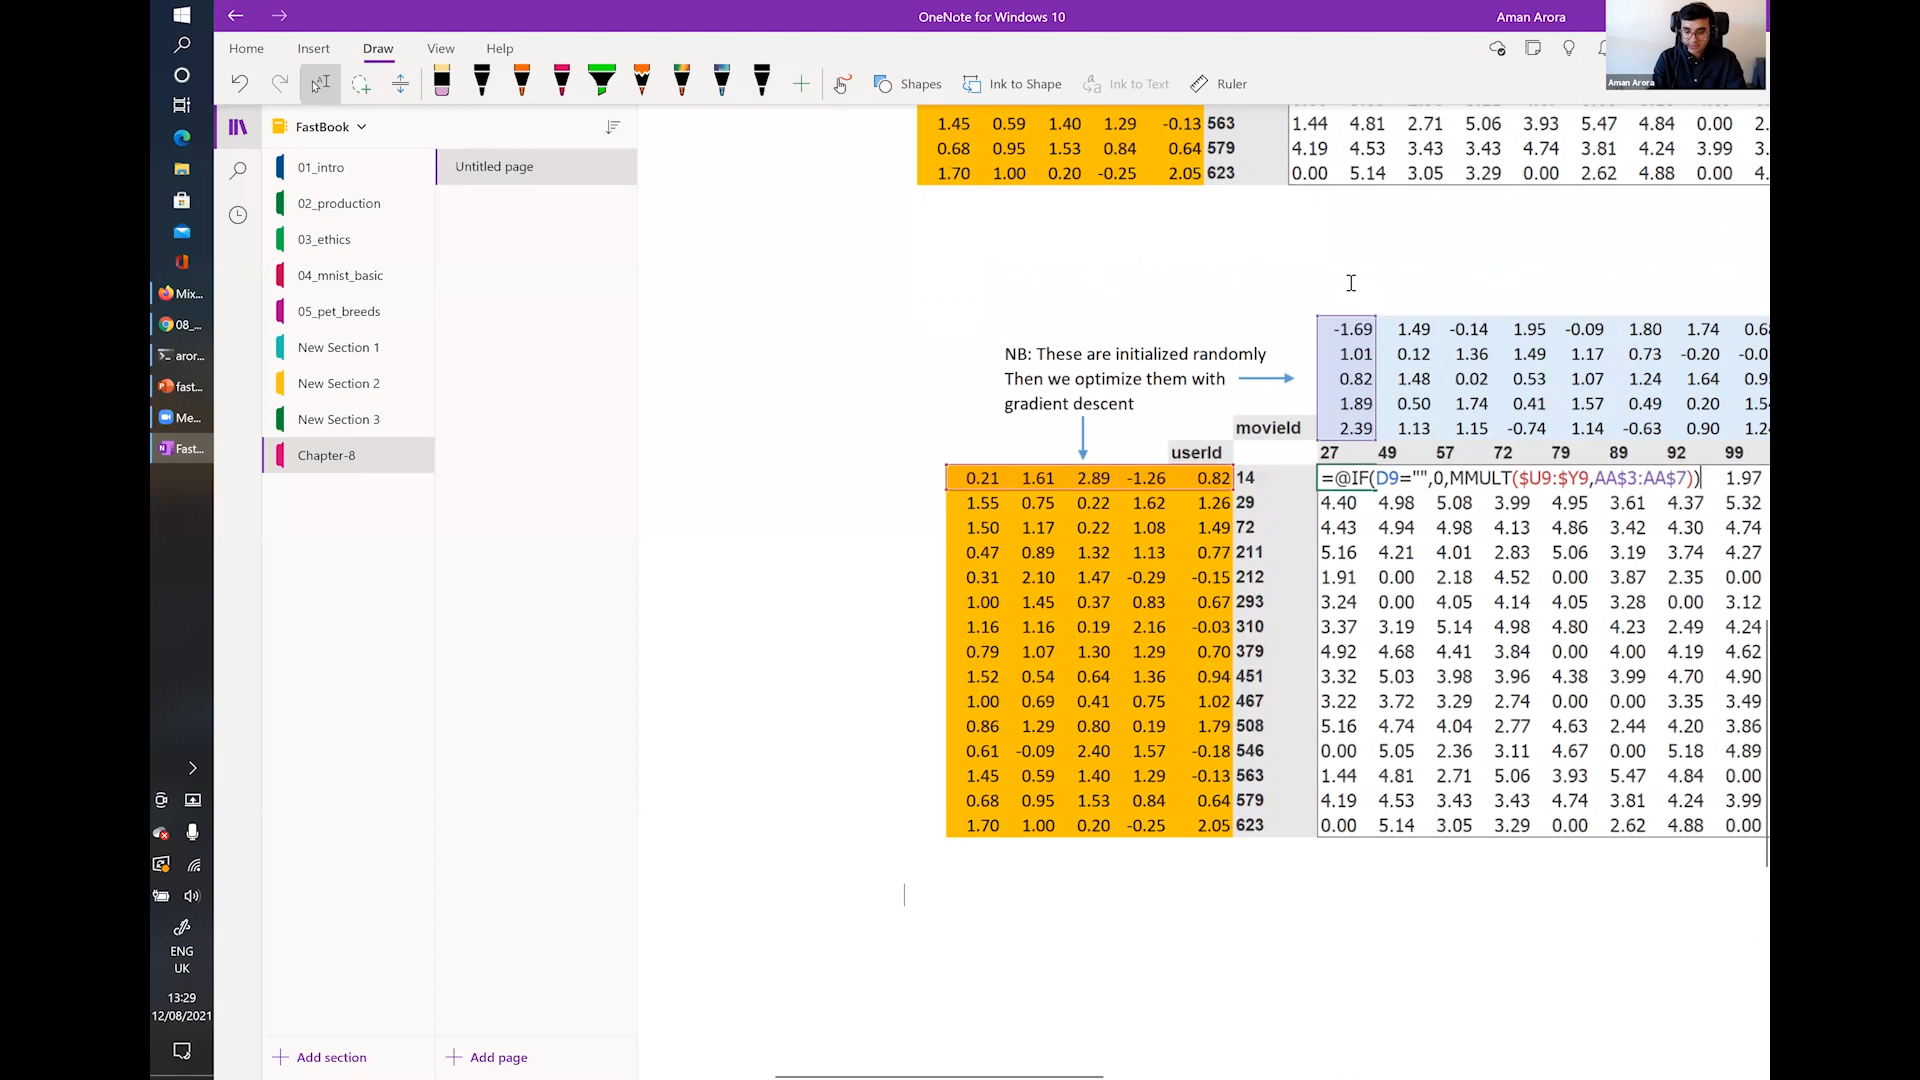 OneNote for Windows 10
Aman Arora
Home Insert Draw View Help
Shapes Ink to Shape Ink to Text Ruler
Aman Arora
FastBook
01_intro
02_production
03_ethics
04_mnist_basic
05_pet_breeds
New Section 1
New Section 2
New Section 3
Chapter-8
Add section
Untitled page
Add page
Mix...
08_...
aror...
fast...
Me...
Fast...
ENG
UK
13:29
12/08/2021
1.45 0.59 1.40 1.29 -0.13 563 1.44 4.81 2.71 5.06 3.93 5.47 4.84 0.00 2.
0.68 0.95 1.53 0.84 0.64 579 4.19 4.53 3.43 3.43 4.74 3.81 4.24 3.99 3.
1.70 1.00 0.20 -0.25 2.05 623 0.00 5.14 3.05 3.29 0.00 2.62 4.88 0.00 4.
NB: These are initialized randomly
Then we optimize them with
gradient descent
-1.69 1.49 -0.14 1.95 -0.09 1.80 1.74 0.6
1.01 0.12 1.36 1.49 1.17 0.73 -0.20 -0.0
0.82 1.48 0.02 0.53 1.07 1.24 1.64 0.9
1.89 0.50 1.74 0.41 1.57 0.49 0.20 1.5
movieId 2.39 1.13 1.15 -0.74 1.14 -0.63 0.90 1.2
userId 27 49 57 72 79 89 92 99
0.21 1.61 2.89 -1.26 0.82 14 =@IF(D9="",0,MMULT($U9:$Y9,AA$3:AA$7)) 1.97
1.55 0.75 0.22 1.62 1.26 29 4.40 4.98 5.08 3.99 4.95 3.61 4.37 5.32
1.50 1.17 0.22 1.08 1.49 72 4.43 4.94 4.98 4.13 4.86 3.42 4.30 4.74
0.47 0.89 1.32 1.13 0.77 211 5.16 4.21 4.01 2.83 5.06 3.19 3.74 4.27
0.31 2.10 1.47 -0.29 -0.15 212 1.91 0.00 2.18 4.52 0.00 3.87 2.35 0.00
1.00 1.45 0.37 0.83 0.67 293 3.24 0.00 4.05 4.14 4.05 3.28 0.00 3.12
1.16 1.16 0.19 2.16 -0.03 310 3.37 3.19 5.14 4.98 4.80 4.23 2.49 4.24
0.79 1.07 1.30 1.29 0.70 379 4.92 4.68 4.41 3.84 0.00 4.00 4.19 4.62
1.52 0.54 0.64 1.36 0.94 451 3.32 5.03 3.98 3.96 4.38 3.99 4.70 4.90
1.00 0.69 0.41 0.75 1.02 467 3.22 3.72 3.29 2.74 0.00 0.00 3.35 3.49
0.86 1.29 0.80 0.19 1.79 508 5.16 4.74 4.04 2.77 4.63 2.44 4.20 3.86
0.61 -0.09 2.40 1.57 -0.18 546 0.00 5.05 2.36 3.11 4.67 0.00 5.18 4.89
1.45 0.59 1.40 1.29 -0.13 563 1.44 4.81 2.71 5.06 3.93 5.47 4.84 0.00
0.68 0.95 1.53 0.84 0.64 579 4.19 4.53 3.43 3.43 4.74 3.81 4.24 3.99
1.70 1.00 0.20 -0.25 2.05 623 0.00 5.14 3.05 3.29 0.00 2.62 4.88 0.00